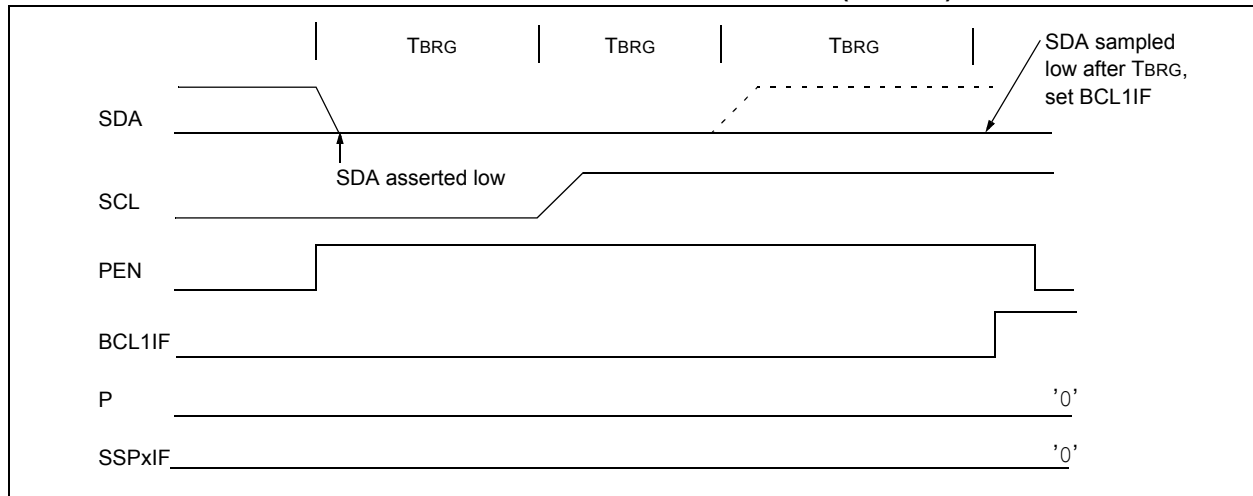 TBRG TBRG TBRG
SDA sampled
low after TBRG,
set BCL1IF
SDA
SDA asserted low
SCL
PEN
BCL1IF
P '0'
SSPxIF '0'